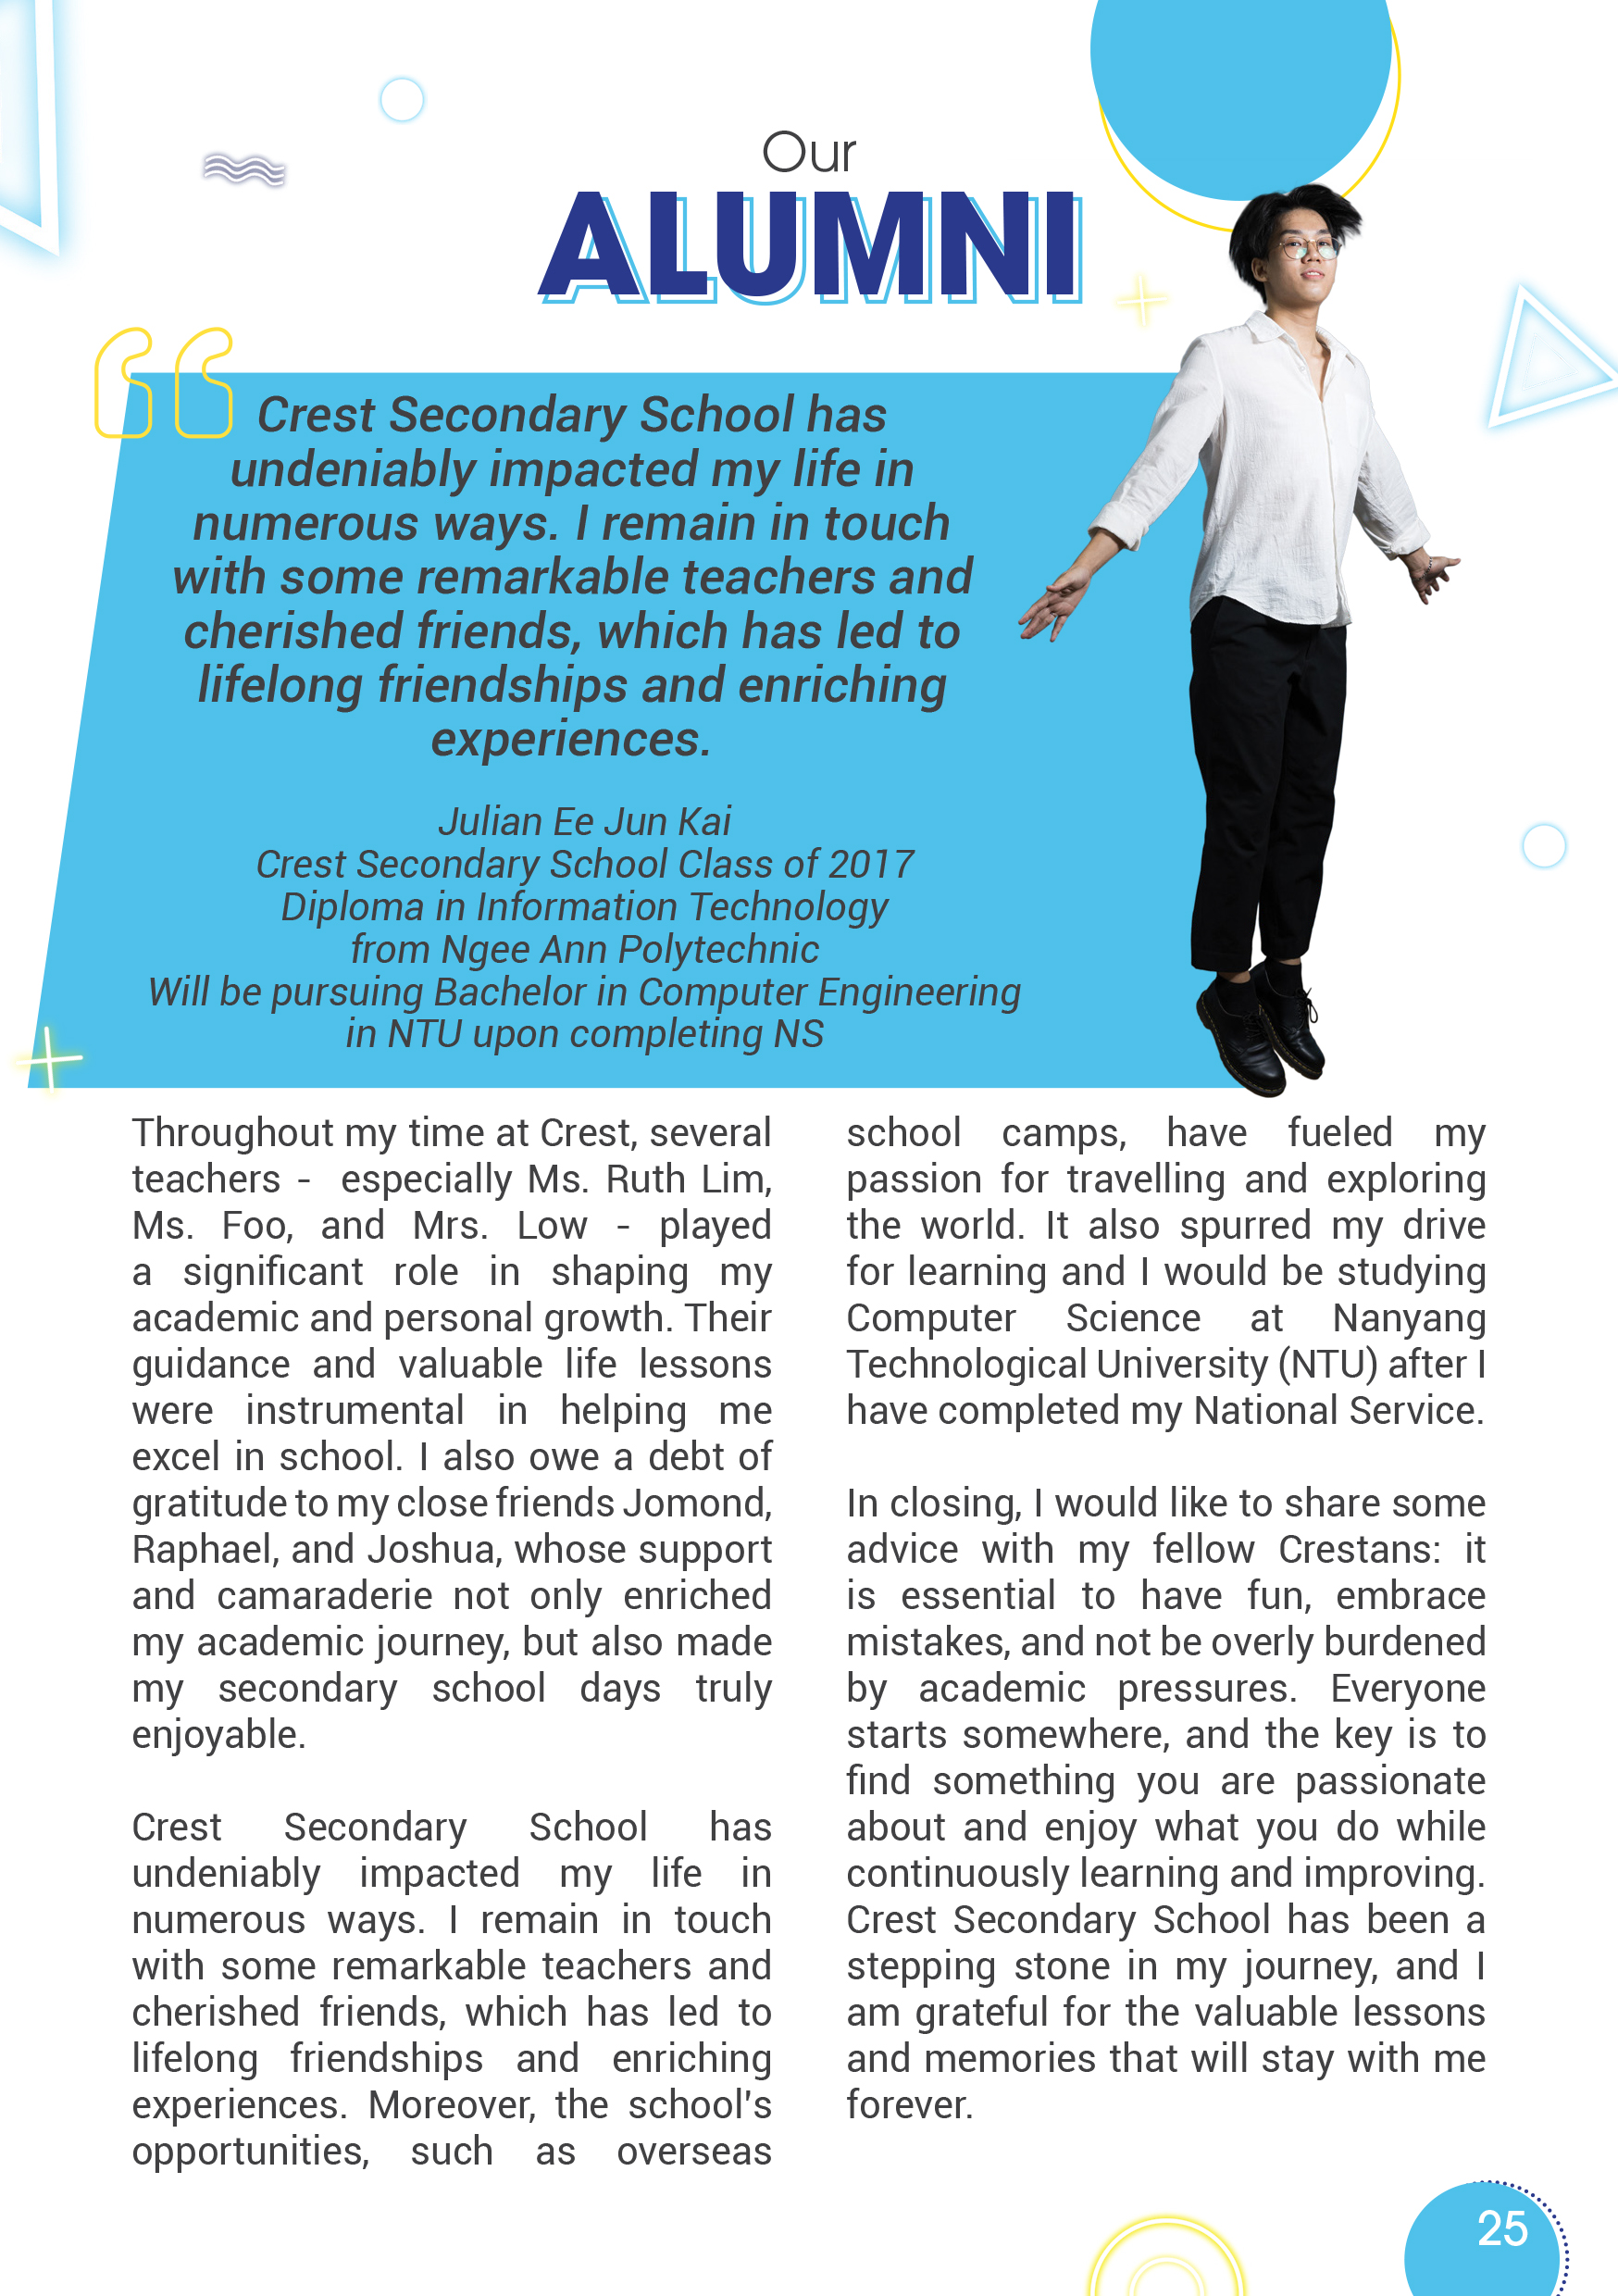 Our
ALUMNI
Crest Secondary School has
undeniably impacted my life in
numerous ways. I remain in touch
with some remarkable teachers and
cherished friends, which has led to
lifelong friendships and enriching
experiences.
Julian Ee Jun Kai
Crest Secondary School Class of 2017
Diploma in Information Technology
from Ngee Ann Polytechnic
Will be pursuing Bachelor in Computer Engineering
in NTU upon completing NS
Throughout my time at Crest, several
teachers - especially Ms. Ruth Lim,
Ms. Foo, and Mrs. Low - played
a significant role in shaping my
academic and personal growth. Their
guidance and valuable life lessons
were instrumental in helping me
excel in school. I also owe a debt of
gratitude to my close friends Jomond,
Raphael, and Joshua, whose support
and camaraderie not only enriched
my academic journey, but also made
my secondary school days truly
enjoyable.
Crest Secondary School has
undeniably impacted my life in
numerous ways. I remain in touch
with some remarkable teachers and
cherished friends, which has led to
lifelong friendships and enriching
experiences. Moreover, the school's
opportunities, such as overseas
school camps, have fueled my
passion for travelling and exploring
the world. It also spurred my drive
for learning and I would be studying
Computer Science at Nanyang
Technological University (NTU) after I
have completed my National Service.
In closing, I would like to share some
advice with my fellow Crestans: it
is essential to have fun, embrace
mistakes, and not be overly burdened
by academic pressures. Everyone
starts somewhere, and the key is to
find something you are passionate
about and enjoy what you do while
continuously learning and improving.
Crest Secondary School has been a
stepping stone in my journey, and I
am grateful for the valuable lessons
and memories that will stay with me
forever.
25